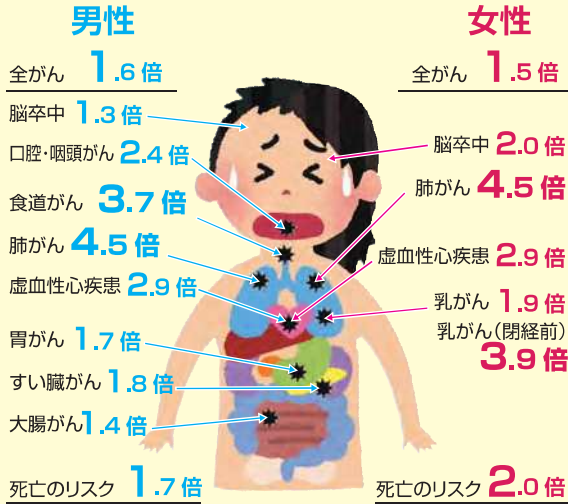 男性
全がん 1.6倍
脳卒中 1.3倍
口腔・咽頭がん 2.4倍
食道がん 3.7倍
肺がん 4.5倍
虚血性心疾患 2.9倍
胃がん 1.7倍
すい臓がん 1.8倍
大腸がん 1.4倍
死亡のリスク 1.7倍
女性
全がん 1.5倍
脳卒中 2.0倍
肺がん 4.5倍
虚血性心疾患 2.9倍
乳がん 1.9倍
乳がん(閉経前)
3.9倍
死亡のリスク 2.0倍